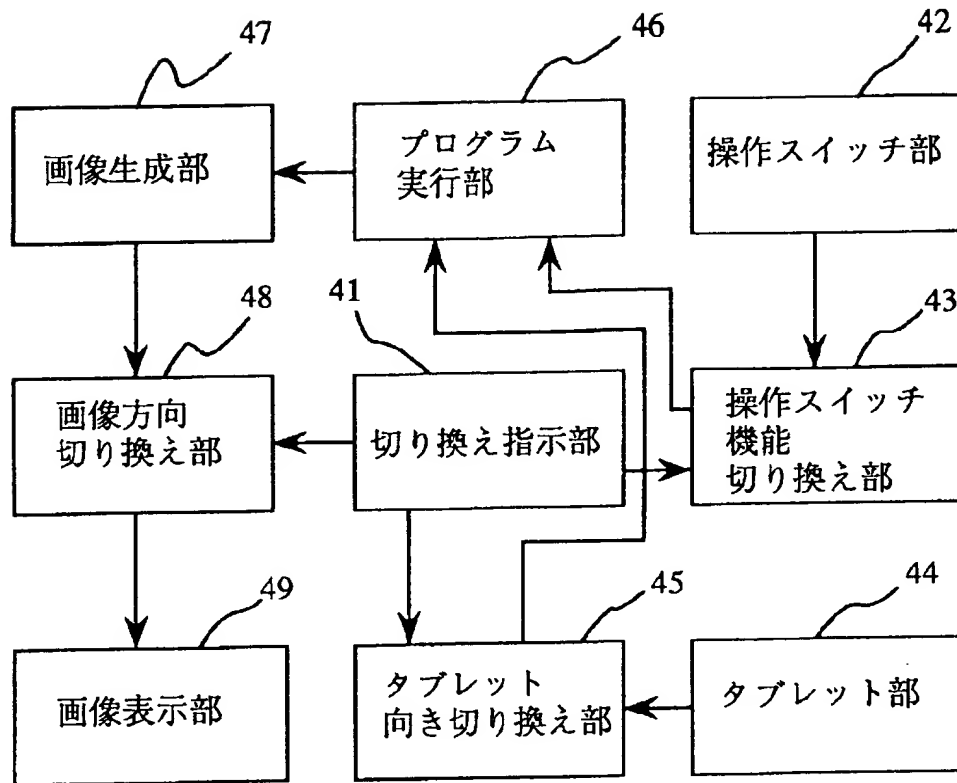 47
46
42
画像生成部
プログラム
実行部
操作スイッチ部
48
41
43
画像方向
切り換え部
切り換え指示部
操作スイッチ
機能
切り換え部
49
45
44
画像表示部
タブレット
向き切り換え部
タブレット部